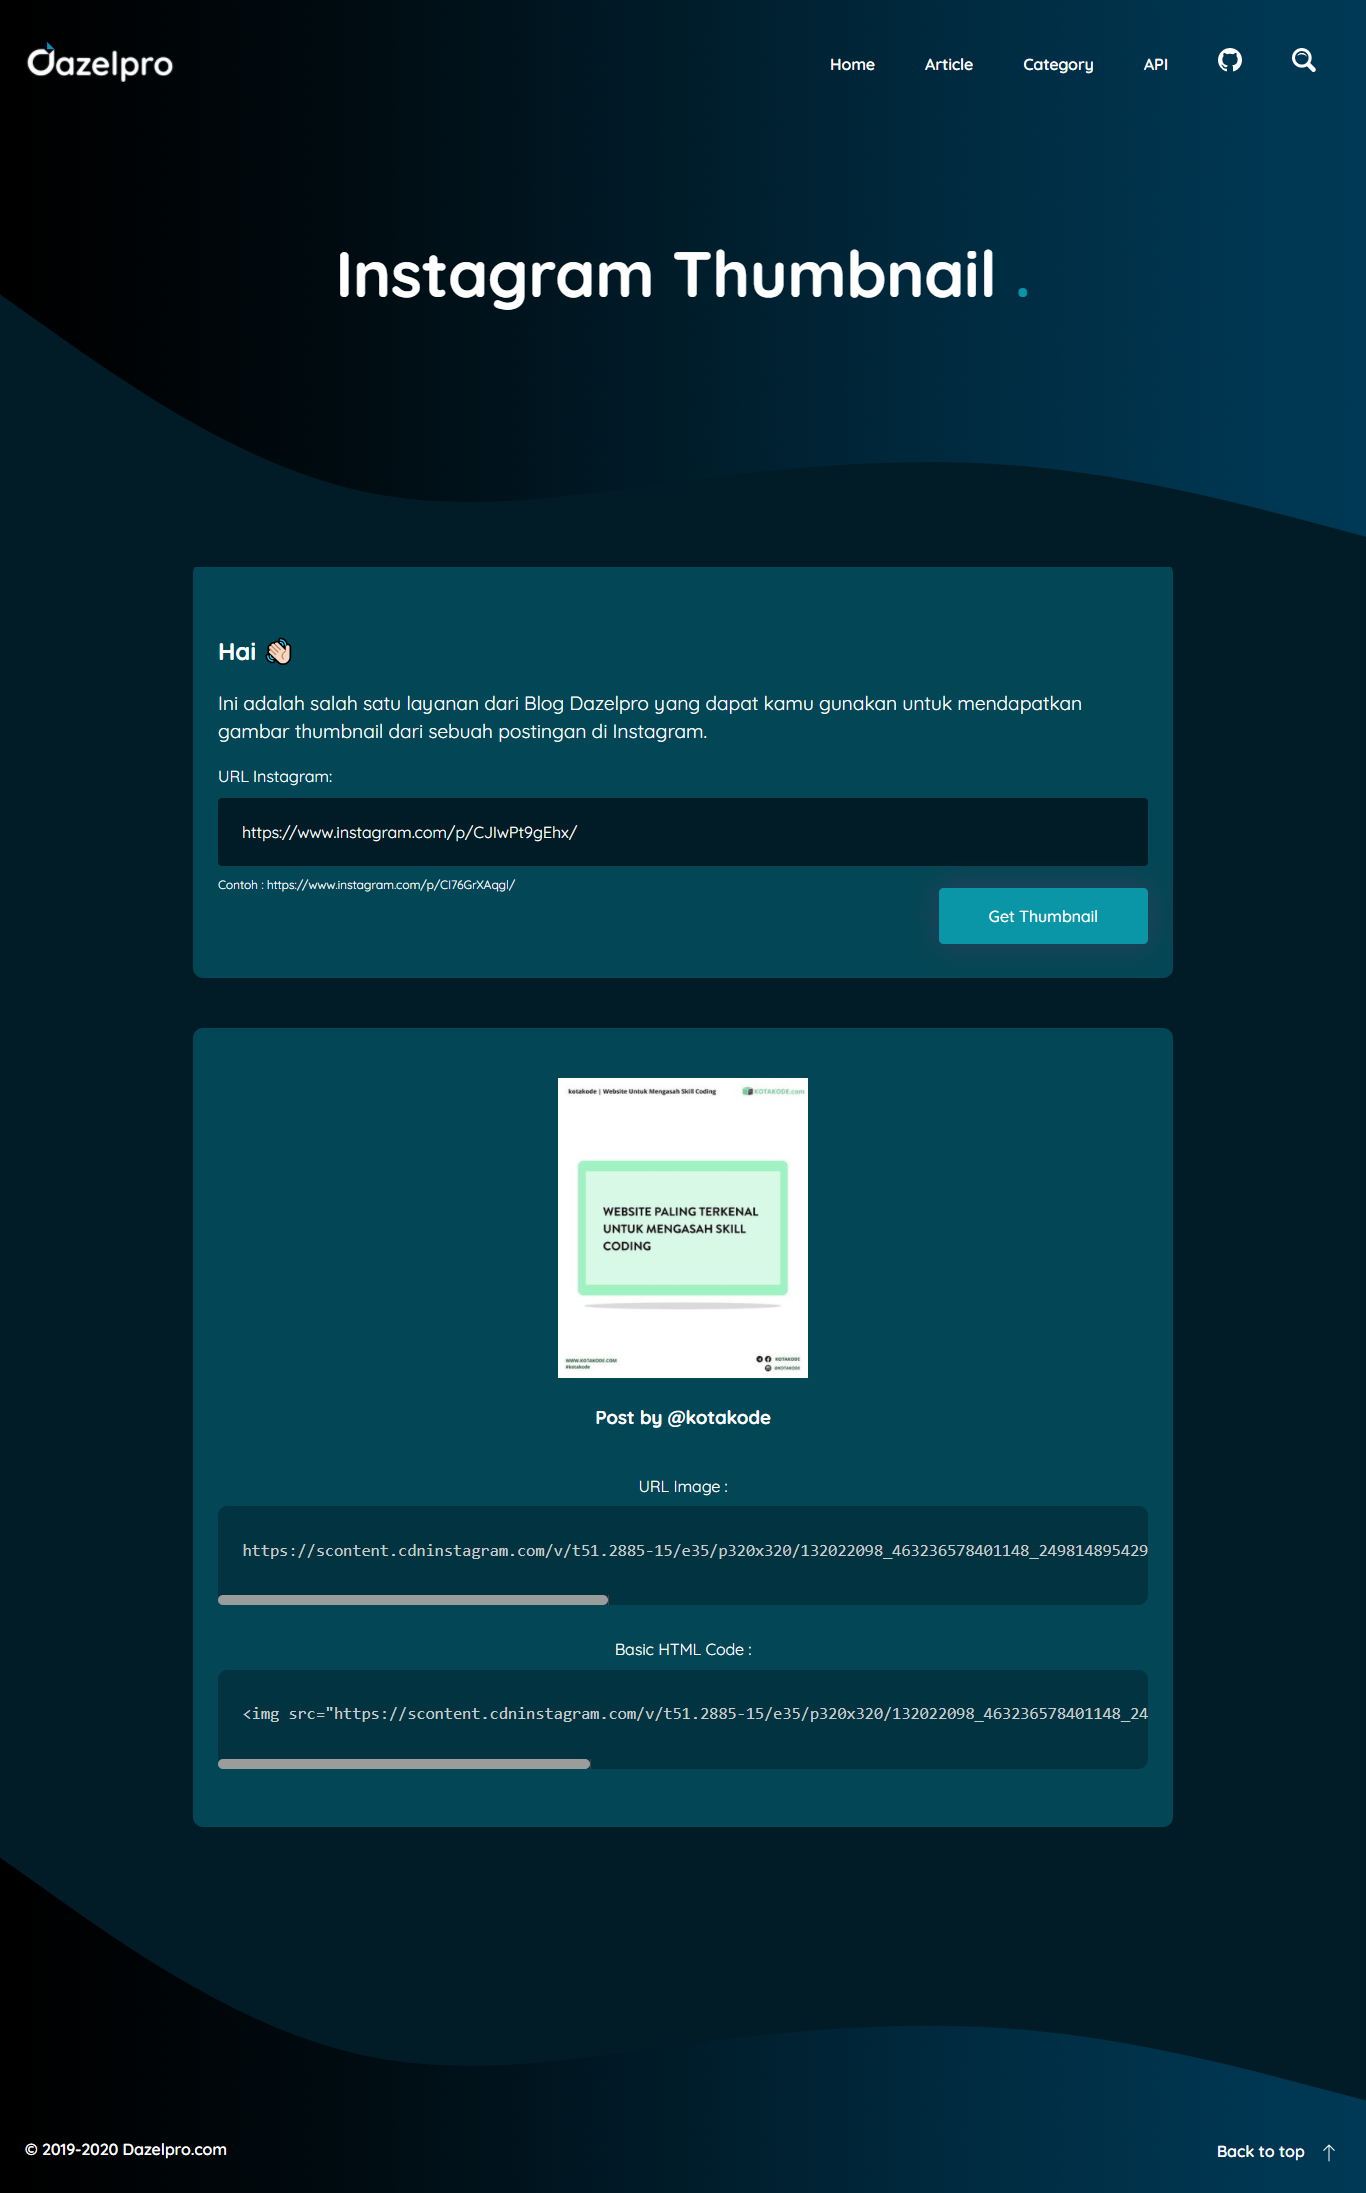 Dazelpro
Home
Article
Category
API
Instagram Thumbnail .
Hai 👋🏻
Ini adalah salah satu layanan dari Blog Dazelpro yang dapat kamu gunakan untuk mendapatkan
gambar thumbnail dari sebuah postingan di Instagram.
URL Instagram:
https://www.instagram.com/p/CJIwPt9gEhx/
Contoh : https://www.instagram.com/p/CI76GrXAqgl/
Get Thumbnail
kotakode | Website Untuk Mengasah Skill Coding
KOTAKODE.com
WEBSITE PALING TERKENAL
UNTUK MENGASAH SKILL
CODING
WWW.KOTAKODE.COM
#kotakode
KOTAKODE
@KOTAKODE
Post by @kotakode
URL Image :
https://scontent.cdninstagram.com/v/t51.2885-15/e35/p320x320/132022098_463236578401148_249814895429
Basic HTML Code :
<img src="https://scontent.cdninstagram.com/v/t51.2885-15/e35/p320x320/132022098_463236578401148_24
© 2019-2020 Dazelpro.com
Back to top ↑